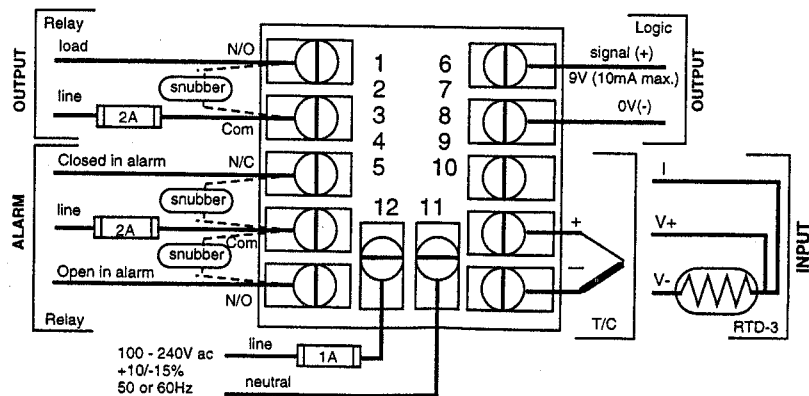 Relay
load
N/O
snubber
line
2A
Com
OUTPUT
Closed in alarm
N/C
snubber
line
2A
Com
snubber
Open in alarm
N/O
Relay
ALARM
1
2
3
4
5
6
7
8
9
10
12
11
Logic
signal (+)
9V (10mA max.)
0V(-)
OUTPUT
+
–
T/C
I
V+
V-
RTD-3
INPUT
100 - 240V ac
+10/-15%
50 or 60Hz
line
1A
neutral